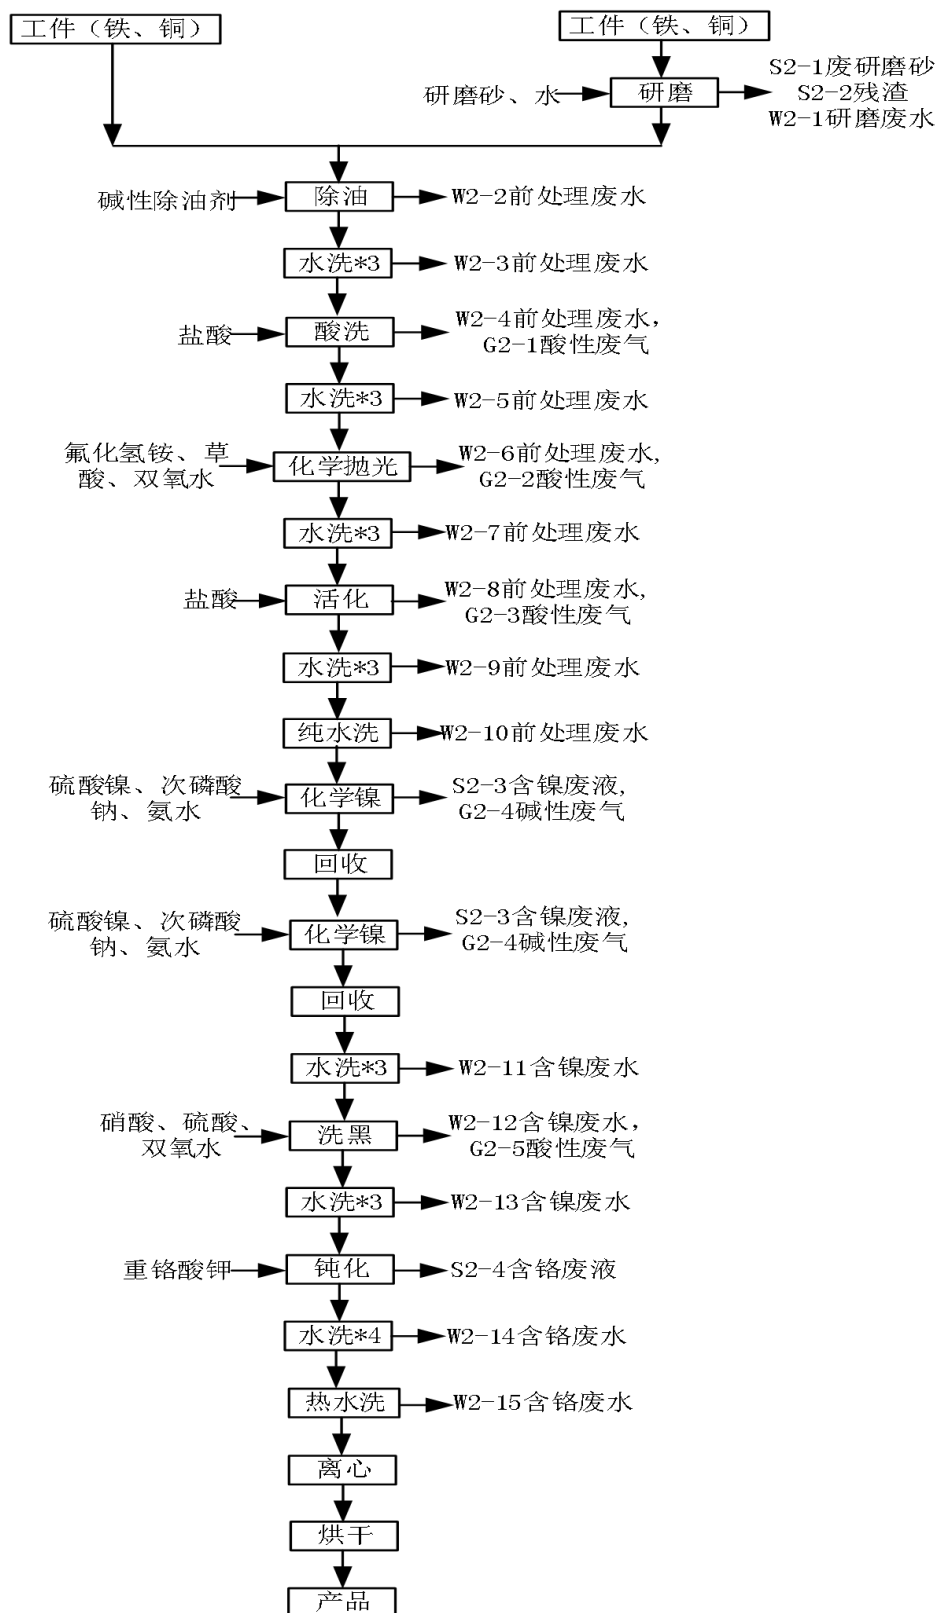 工件（铁、铜）
工件（铁、铜）
研磨砂、水
研磨
S2-1废研磨砂
S2-2残渣
W2-1研磨废水
碱性除油剂
除油
W2-2前处理废水
水洗*3
W2-3前处理废水
盐酸
酸洗
W2-4前处理废水，
G2-1酸性废气
水洗*3
W2-5前处理废水
氟化氢铵、草
酸、双氧水
化学抛光
W2-6前处理废水,
G2-2酸性废气
水洗*3
W2-7前处理废水
盐酸
活化
W2-8前处理废水,
G2-3酸性废气
水洗*3
W2-9前处理废水
纯水洗
W2-10前处理废水
硫酸镍、次磷酸
钠、氨水
化学镍
S2-3含镍废液,
G2-4碱性废气
回收
硫酸镍、次磷酸
钠、氨水
化学镍
S2-3含镍废液,
G2-4碱性废气
回收
水洗*3
W2-11含镍废水
硝酸、硫酸、
双氧水
洗黑
W2-12含镍废水，
G2-5酸性废气
水洗*3
W2-13含镍废水
重铬酸钾
钝化
S2-4含铬废液
水洗*4
W2-14含铬废水
热水洗
W2-15含铬废水
离心
烘干
产品